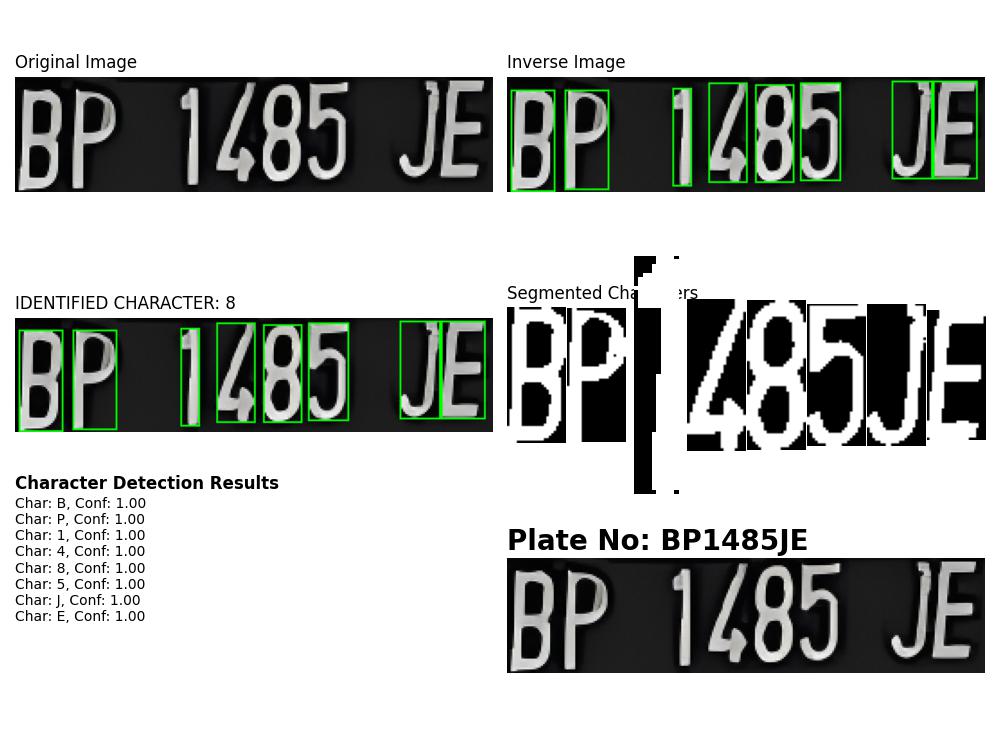 Original Image
BP 1485 JE
Inverse Image
BP 1485 JE
IDENTIFIED CHARACTER: 8
BP 1485 JE
Segmented Cha ers
BP 1485JE
Character Detection Results
Char: B, Conf: 1.00
Char: P, Conf: 1.00
Char: 1, Conf: 1.00
Char: 4, Conf: 1.00
Char: 8, Conf: 1.00
Char: 5, Conf: 1.00
Char: J, Conf: 1.00
Char: E, Conf: 1.00
Plate No: BP1485JE
BP 1485 JE